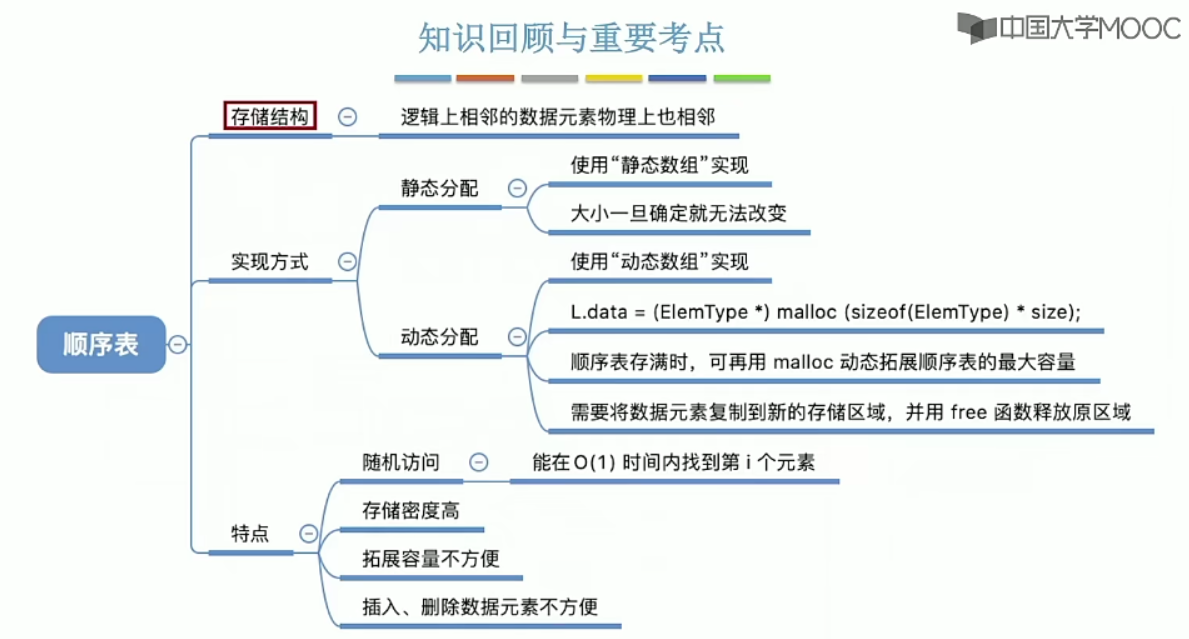 知识回顾与重要考点
中国大学MOOC
存储结构
逻辑上相邻的数据元素物理上也相邻
使用“静态数组”实现
静态分配
大小一旦确定就无法改变
实现方式
使用“动态数组”实现
L.data = (ElemType *) malloc (sizeof(ElemType) * size);
动态分配
顺序表
顺序表存满时，可再用 malloc 动态拓展顺序表的最大容量
需要将数据元素复制到新的存储区域，并用 free 函数释放原区域
随机访问
能在O(1) 时间内找到第 i 个元素
存储密度高
特点
拓展容量不方便
插入、删除数据元素不方便